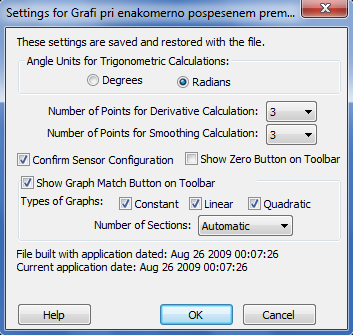 Settings for Grafi pri enakomerno pospesenem prem...
These settings are saved and restored with the file.
Angle Units for Trigonometric Calculations:
Degrees Radians
Number of Points for Derivative Calculation: 3
Number of Points for Smoothing Calculation: 3
Confirm Sensor Configuration Show Zero Button on Toolbar
Show Graph Match Button on Toolbar
Types of Graphs: Constant Linear Quadratic
Number of Sections: Automatic
File built with application dated: Aug 26 2009 00:07:26
Current application date: Aug 26 2009 00:07:26
Help OK Cancel